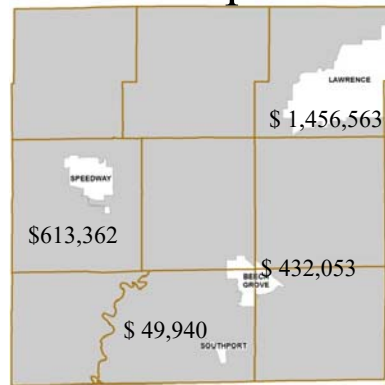 LAWRENCE
$ 1,456,563
SPEEDWAY
$613,362
$ 432,053
BEECH
GROVE
$ 49,940
SOUTHPORT